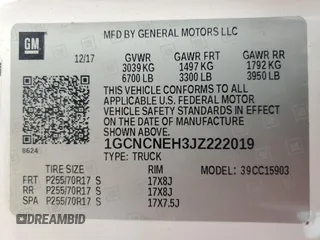 GM
MFD BY GENERAL MOTORS LLC
12/17 GVWR GAWR FRT GAWR RR
3039 KG 1497 KG 1792 KG
6700 LB 3300 LB 3950 LB
THIS VEHICLE CONFORMS TO ALL
APPLICABLE U.S. FEDERAL MOTOR
VEHICLE SAFETY STANDARDS IN EFFECT ON
THE DATE OF MANUFACTURE SHOWN ABOVE.
8624
1GCNCNEH3JZ222019
TYPE: TRUCK
MODEL: 39CC15903
TIRE SIZE RIM
FRT P255/70R17 S 17X8J
RR P255/70R17 S 17X8J
SPA P255/70R17 S 17X7.5J
DREAMBID